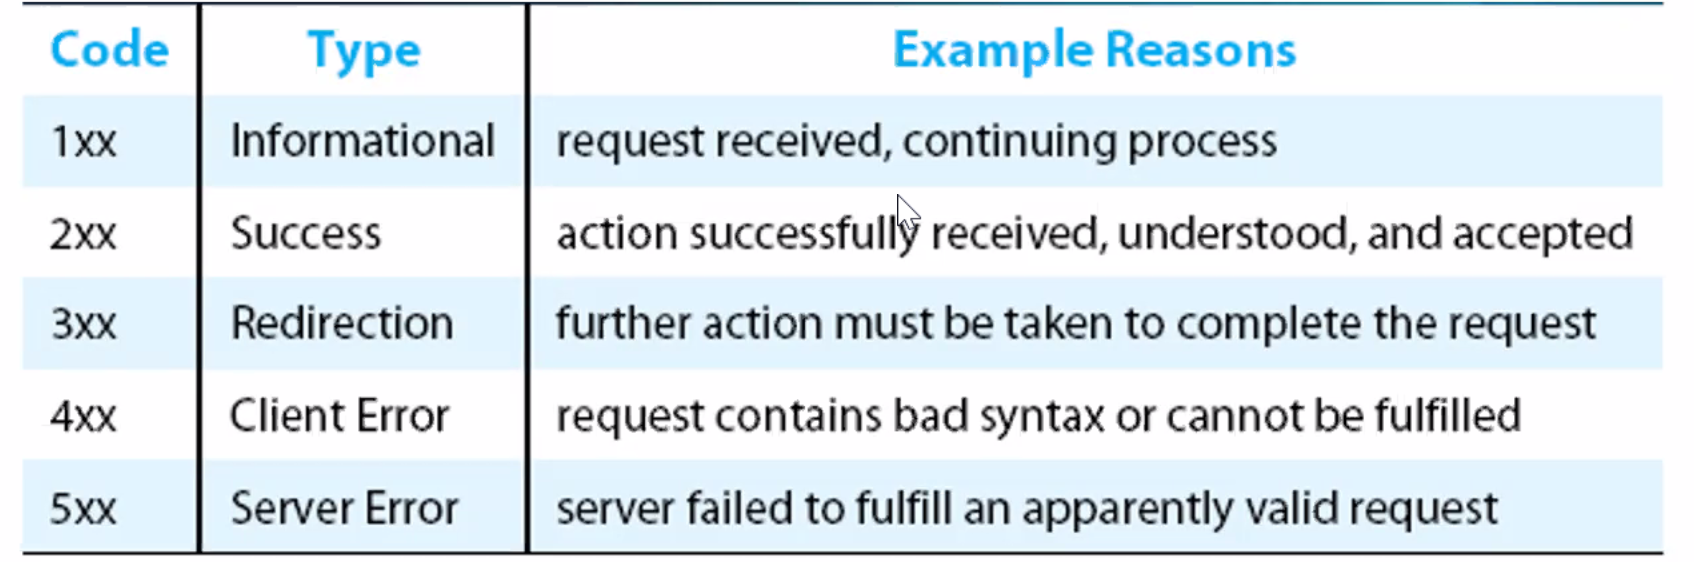 Code Type Example Reasons
1xx Informational request received, continuing process
2xx Success action successfully received, understood, and accepted
3xx Redirection further action must be taken to complete the request
4xx Client Error request contains bad syntax or cannot be fulfilled
5xx Server Error server failed to fulfill an apparently valid request